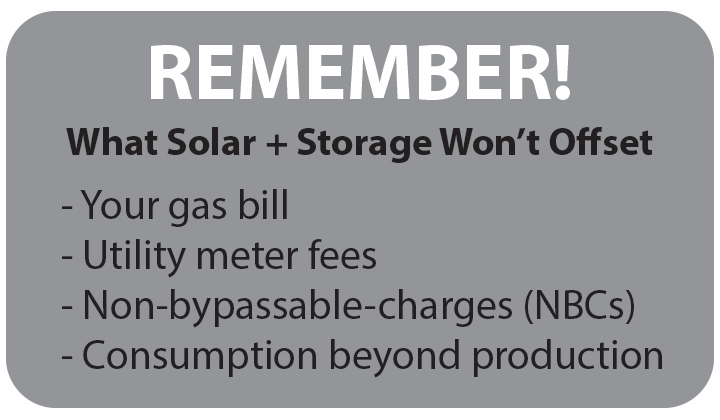 REMEMBER!
What Solar + Storage Won’t Offset
- Your gas bill
- Utility meter fees
- Non-bypassable-charges (NBCs)
- Consumption beyond production